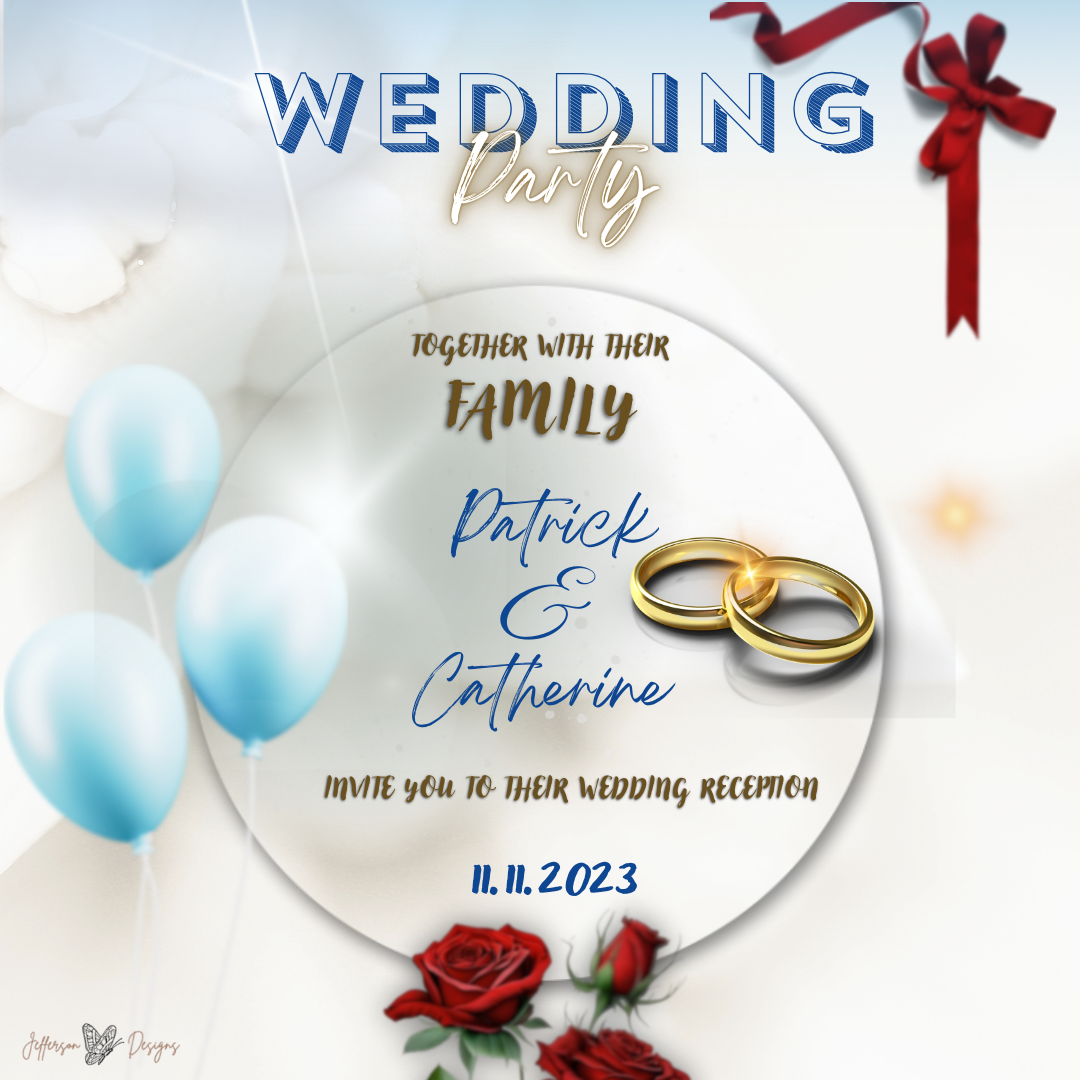 WEDDING
Party
TOGETHER WITH THEIR
FAMILY
Patrick
&
Catherine
INVITE YOU TO THEIR WEDDING RECEPTION
11.11.2023
Jefferson Designs